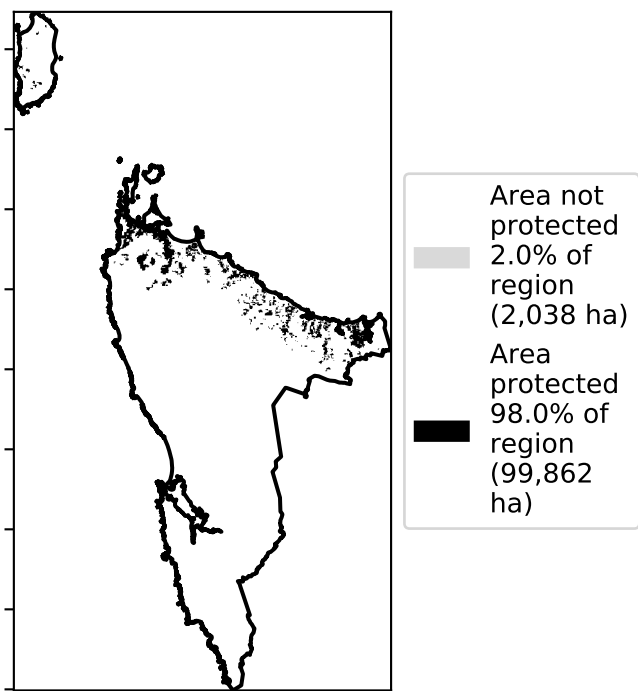 Area not
protected
2.0% of
region
(2,038 ha)
Area
protected
98.0% of
region
(99,862
ha)